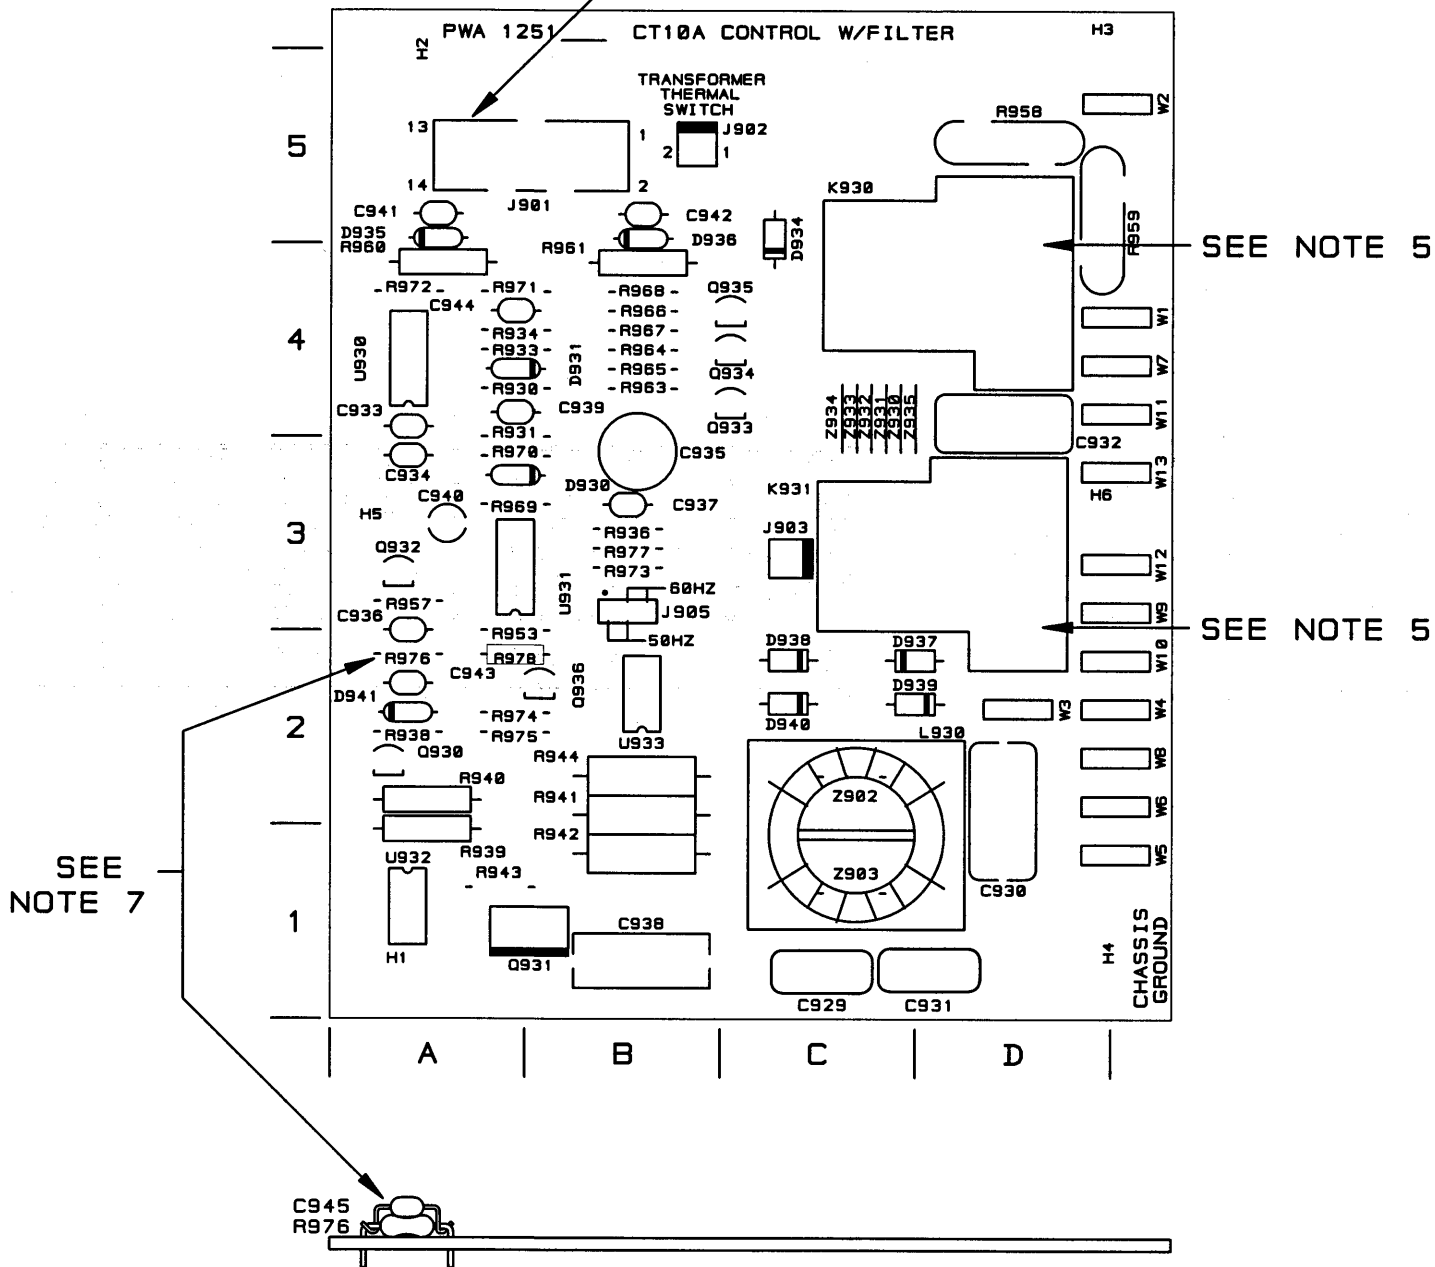 PWA 1251__ CT10A CONTROL W/FILTER
H2
H3
TRANSFORMER
THERMAL
SWITCH
W2
R958
13
1
J902
2
1
5
14
2
K930
J901
C941
C942
D935
D936
D934
R959
R960
R961
SEE NOTE 5
R972
R971
R968
Q935
C944
R966
W1
R934
R967
4
U930
R933
D931
R964
R965
Q934
W7
R930
R963
C933
C939
Q933
Z934
Z933
Z932
Z931
Z930
Z935
W11
R931
C932
R970
C935
C934
W13
D930
K931
H6
C940
R969
C937
H5
3
R936
J903
Q932
R977
R973
W12
U931
60HZ
R957
J905
W9
C936
R953
50HZ
SEE NOTE 5
R976
R978
D938
D937
W10
C943
Q936
D941
D939
W3
W4
2
R974
D940
R938
R975
U933
L930
Q930
R944
W8
R940
R941
Z902
W6
R942
SEE
NOTE 7
U932
R939
W5
R943
Z903
C930
1
C938
CHASSIS
GROUND
H4
H1
Q931
C929
C931
A
B
C
D
C945
R976